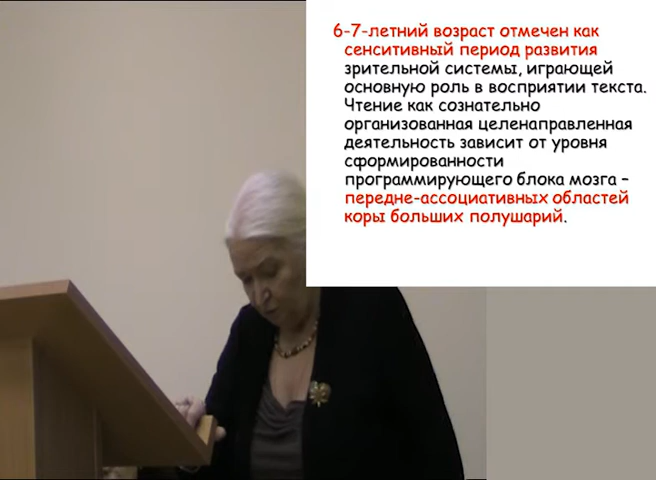 6-7-летний возраст отмечен как
сенситивный период развития
зрительной системы, играющей
основную роль в восприятии текста.
Чтение как сознательно
организованная целенаправленная
деятельность зависит от уровня
сформированности
программирующего блока мозга –
передне-ассоциативных областей
коры больших полушарий.